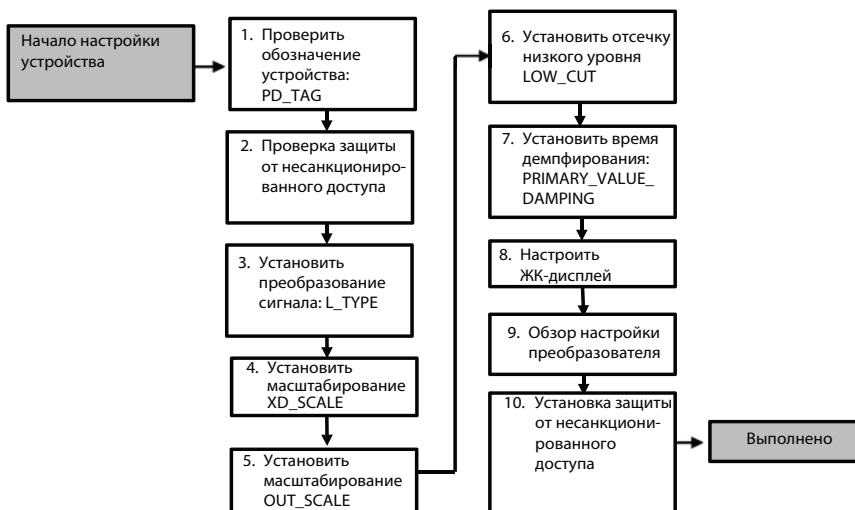 Начало настройки
устройства
1. Проверить
обозначение
устройства:
PD_TAG
2. Проверка защиты
от несанкциониро-
ванного доступа
3. Установить
преобразование
сигнала: L_TYPE
4. Установить
масштабирование
XD_SCALE
5. Установить
масштабирование
OUT_SCALE
6. Установить отсечку
низкого уровня
LOW_CUT
7. Установить время
демпфирования:
PRIMARY_VALUE_
DAMPING
8. Настроить
ЖК-дисплей
9. Обзор настройки
преобразователя
10. Установка защиты
от несанкциони-
рованного
доступа
Выполнено